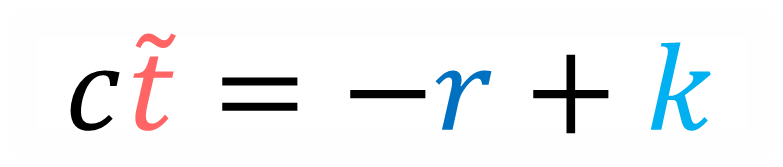 ct̃ = −r + k